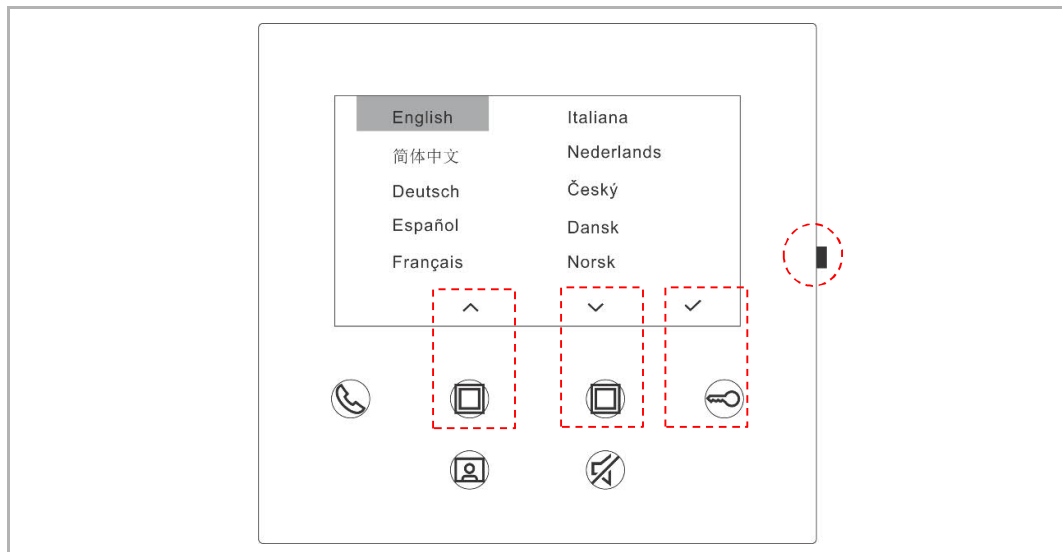 English
简体中文
Deutsch
Español
Français
Italiana
Nederlands
Český
Dansk
Norsk